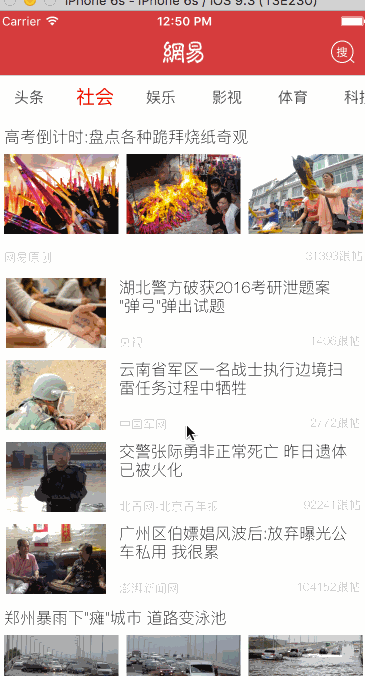 iPhone 6s - iPhone 6s / iOS 9.3 (13E230)
Carrier 12:50 PM
網易 搜
头条 社会 娱乐 影视 体育 科技
高考倒计时:盘点各种跪拜烧纸奇观
网易原创 31393跟帖
湖北警方破获2016考研泄题案
"弹弓"弹出试题
1406跟帖
云南省军区一名战士执行边境扫
雷任务过程中牺牲
中国军网 2772跟帖
交警张际勇非正常死亡 昨日遗体
已被火化
北青网-北京青年报 92241跟帖
广州区伯嫖娼风波后:放弃曝光公
车私用 我很累
澎湃新闻网 104152跟帖
郑州暴雨下"瘫"城市 道路变泳池